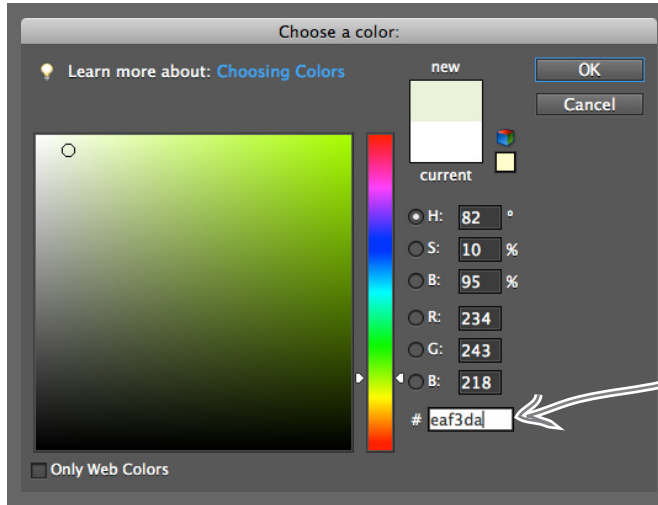 Choose a color:
Learn more about: Choosing Colors
new
OK
Cancel
current
H: 82 °
S: 10 %
B: 95 %
R: 234
G: 243
B: 218
# eaf3da
Only Web Colors